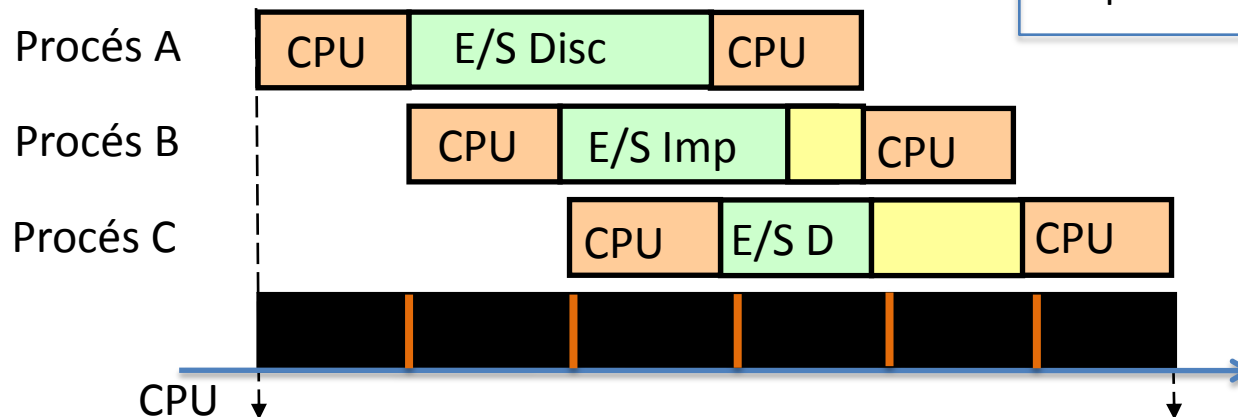 Procés A CPU E/S Disc CPU
Procés B CPU E/S Imp CPU
Procés C CPU E/S D CPU
CPU